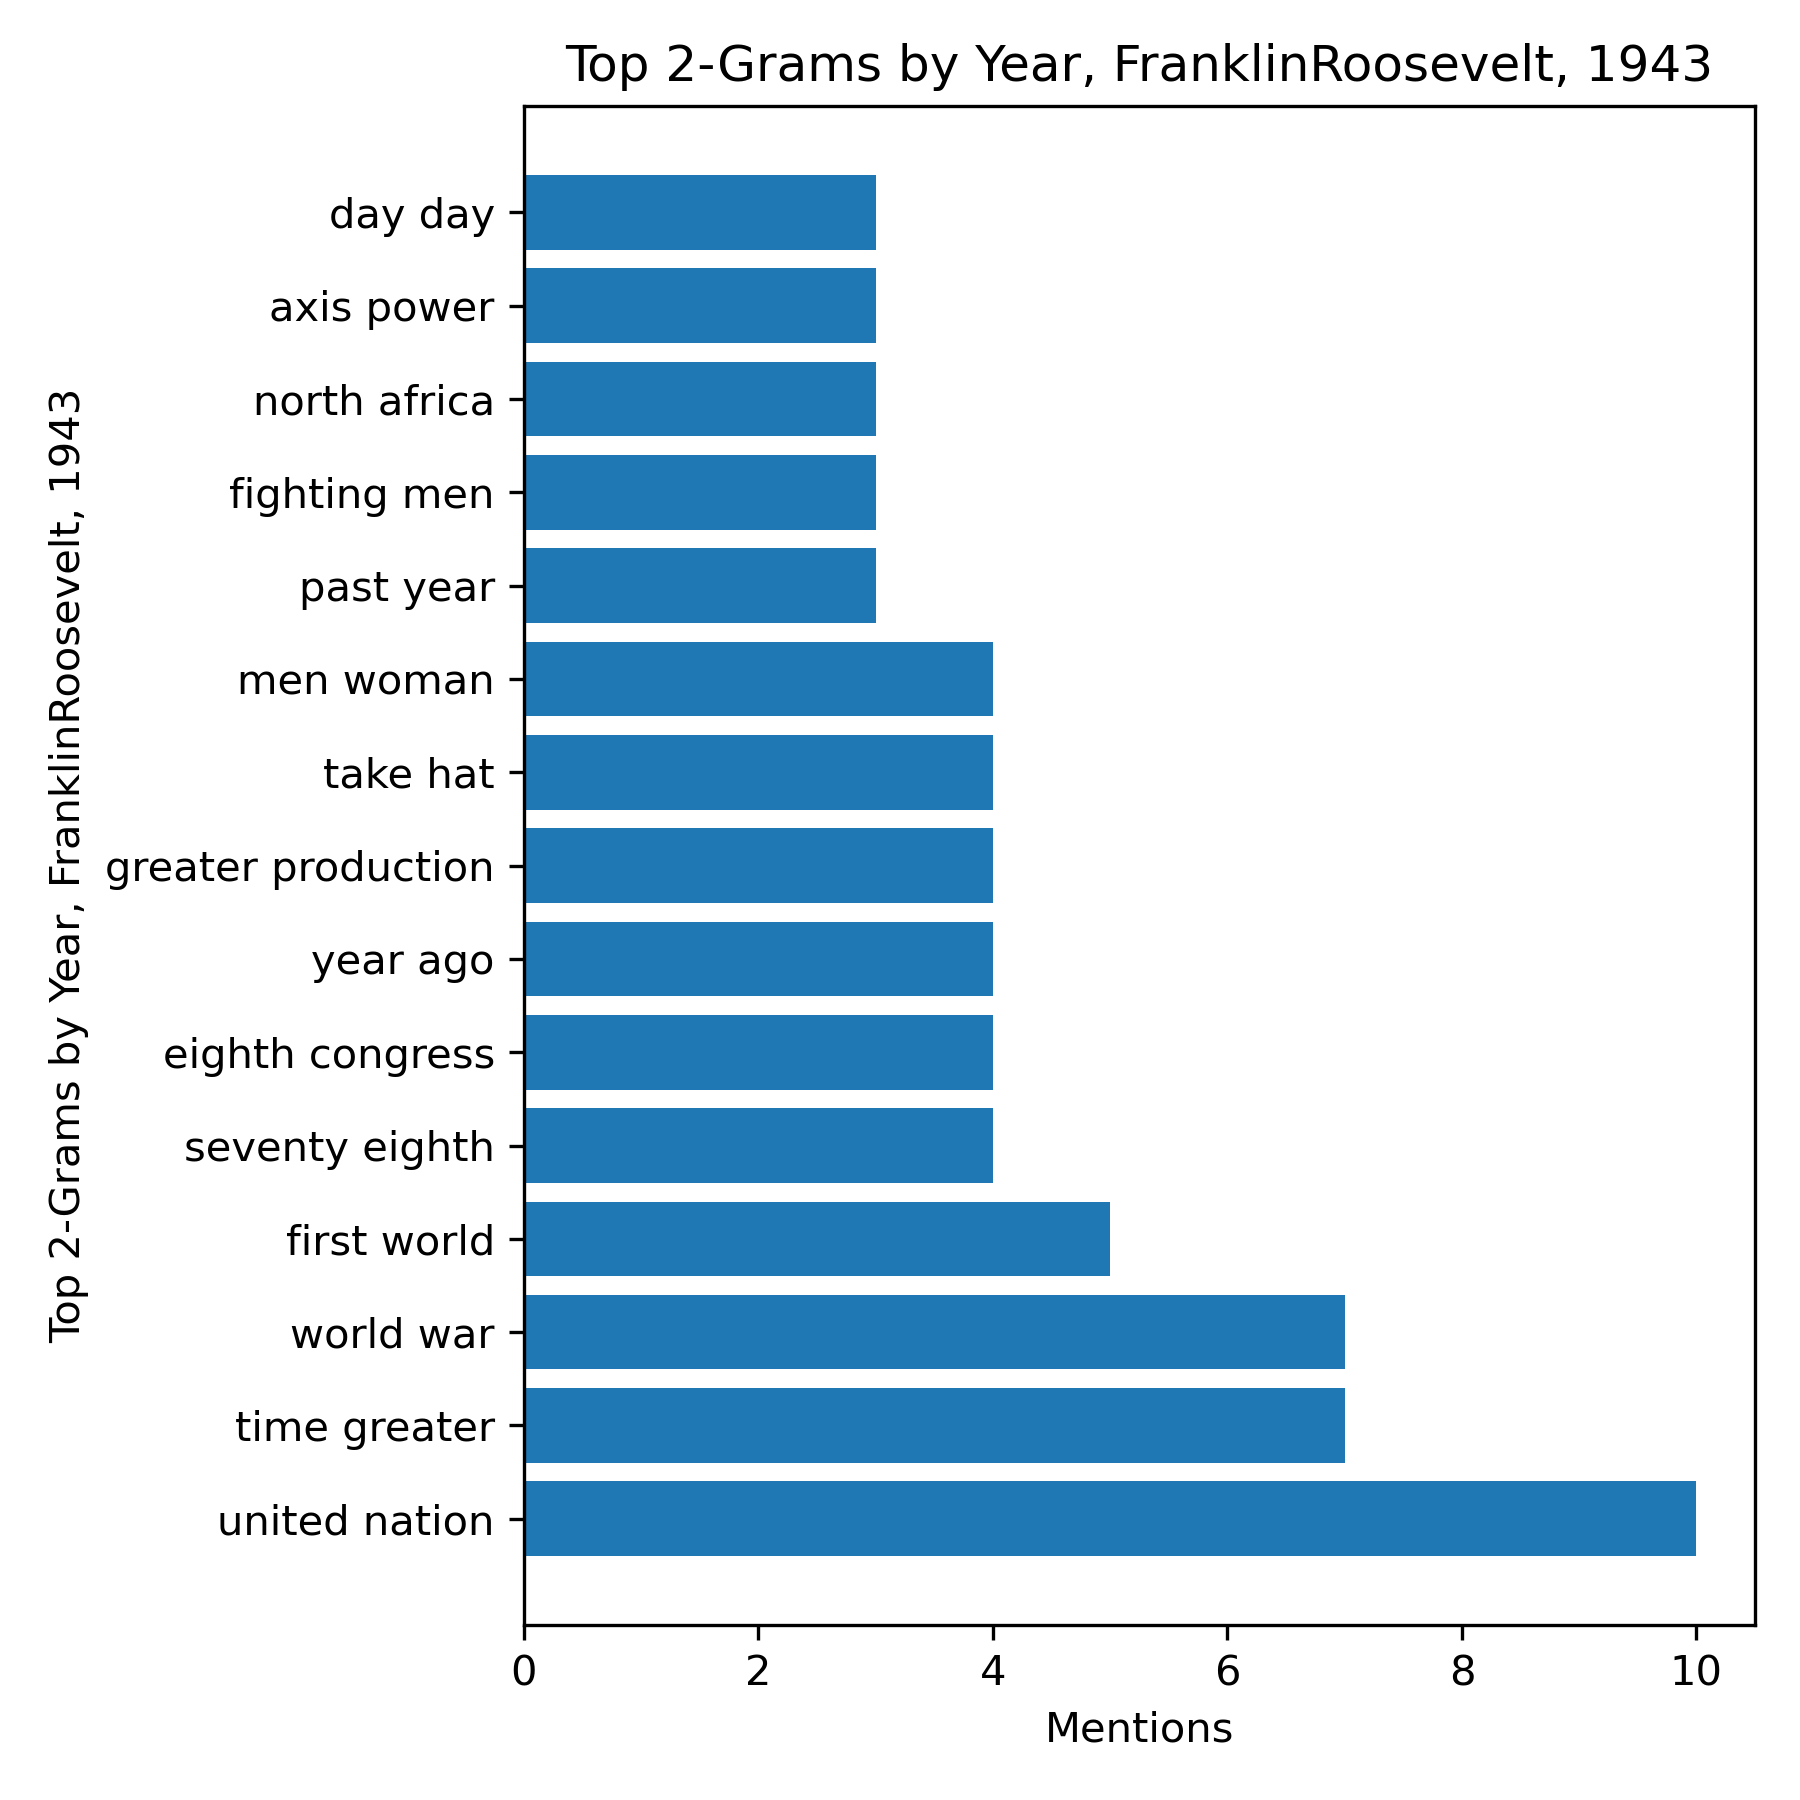 Top 2-Grams by Year, FranklinRoosevelt, 1943
Top 2-Grams by Year, FranklinRoosevelt, 1943
day day
axis power
north africa
fighting men
past year
men woman
take hat
greater production
year ago
eighth congress
seventy eighth
first world
world war
time greater
united nation
0 2 4 6 8 10
Mentions